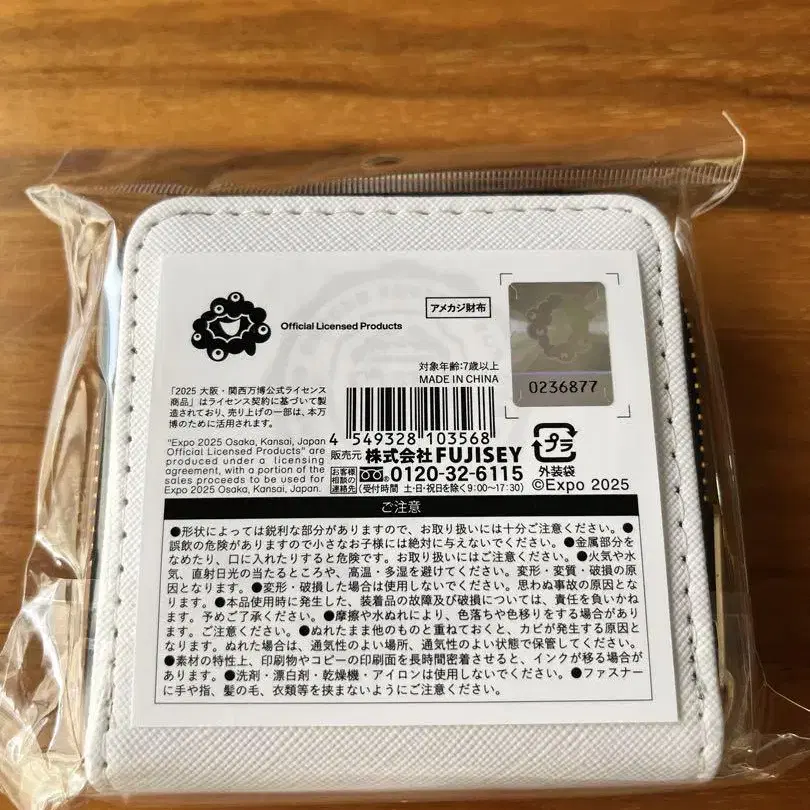 Official Licensed Products
アメカジ財布
0236877
対象年齢:7歳以上
MADE IN CHINA
「2025 大阪・関西万博公式ライセンス
商品」はライセンス契約に基づいて製
造されており、売り上げの一部は、本万
博のために活用されます。
"Expo 2025 Osaka, Kansai, Japan
Official Licensed Products" are
produced under a licensing
agreement, with a portion of the
sales proceeds to be used for
Expo 2025 Osaka, Kansai, Japan.
4 549328 103568
販売元 株式会社FUJISEY
お客様
相談の
連絡先
0120-32-6115
(受付時間 土・日・祝日を除く9:00〜17:30)
プラ
外装袋
©Expo 2025
ご注意
●形状によっては鋭利な部分がありますので、お取り扱いには十分ご注意ください。●
誤飲の危険がありますので小さなお子様には絶対に与えないでください。●金属部分を
なめたり、口に入れたりすると危険です。お取り扱いにはご注意ください。●火気や水
気、直射日光の当たるところや、高温・多湿を避けてください。変形・変質・破損の原
因となります。●変形・破損した場合は使用しないでください。思わぬ事故の原因とな
ります。●本品使用時に発生した、装着品の故障及び破損については、責任を負いかね
ます。予めご了承ください。●摩擦や水ぬれにより、色落ちや色移りをする場合があり
ます。ご注意ください。●ぬれたまま他のものと重ねておくと、カビが発生する原因と
なります。ぬれた場合は、通気性のよい場所、通気性のよい状態で保管してください。
●素材の特性上、印刷物やコピーの印刷面を長時間密着させると、インクが移る場合が
あります。●洗剤・漂白剤・乾燥機・アイロンは使用しないでください。●ファスナー
に手や指、髪の毛、衣類等を挟まないようにご注意ください。